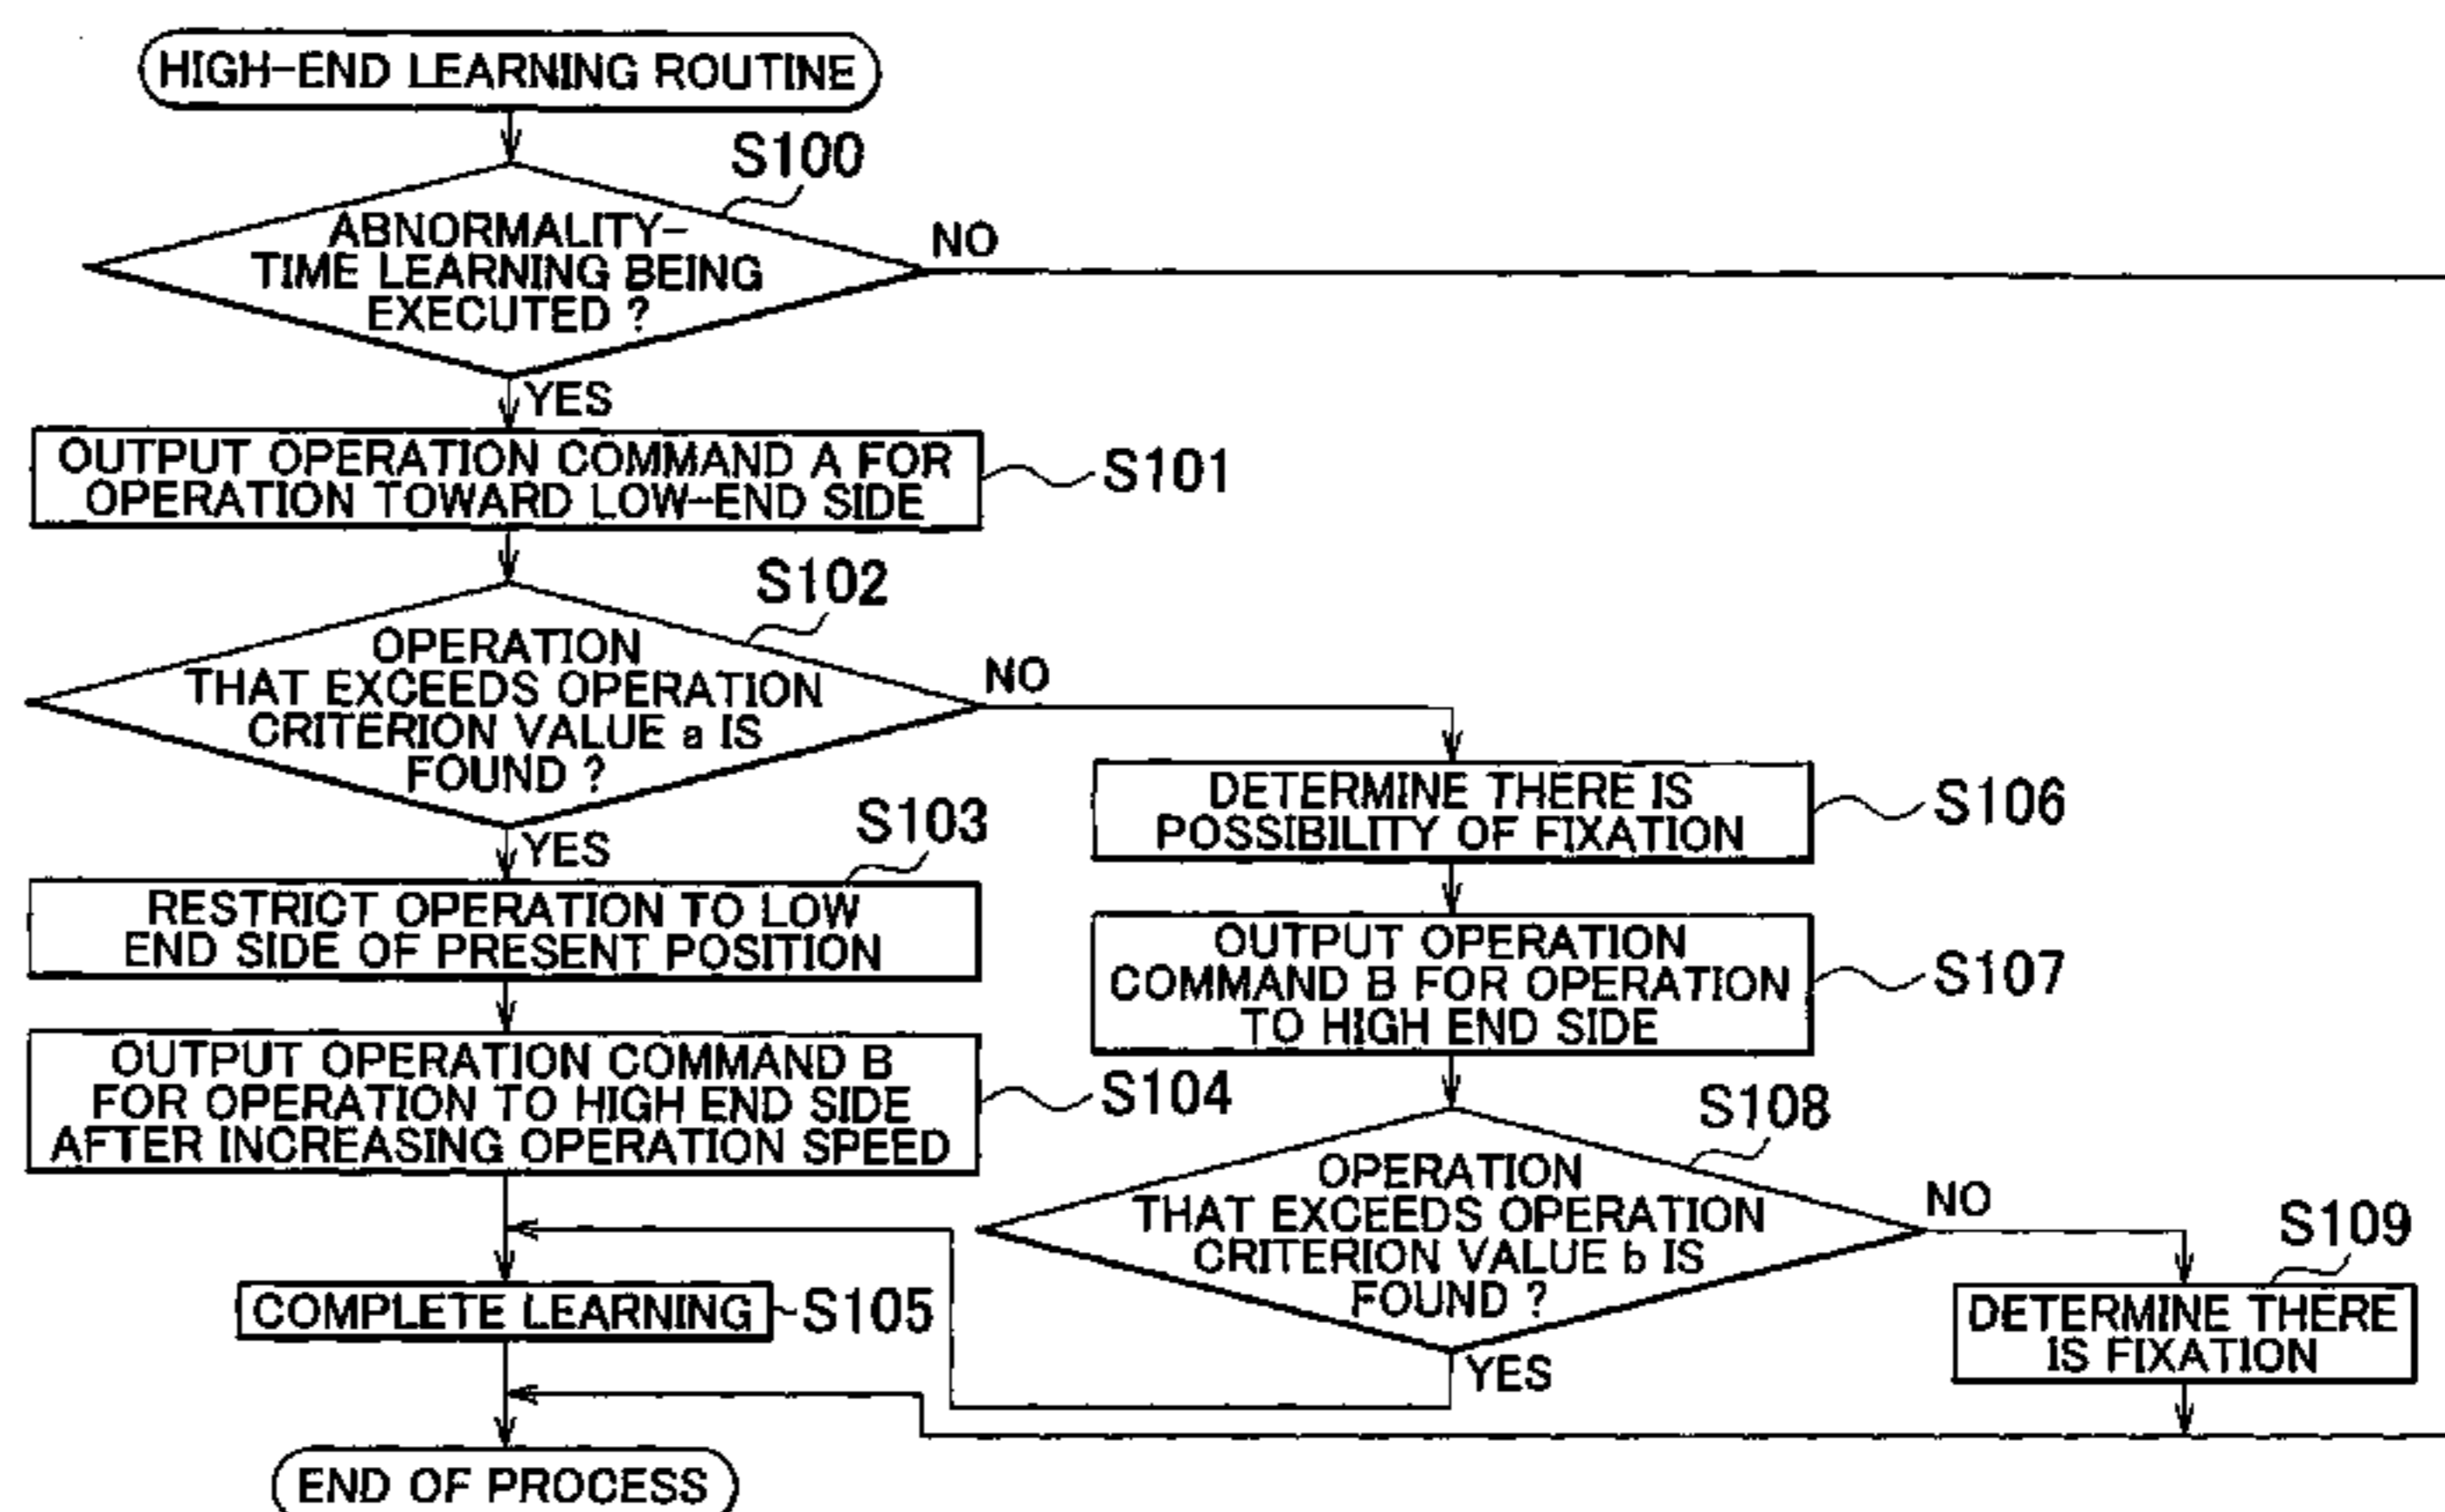 HIGH-END LEARNING ROUTINE
S100
ABNORMALITY-
TIME LEARNING BEING
EXECUTED ?
NO
YES
OUTPUT OPERATION COMMAND A FOR
OPERATION TOWARD LOW-END SIDE
S101
S102
OPERATION
THAT EXCEEDS OPERATION
CRITERION VALUE a IS
FOUND ?
NO
YES
S103
RESTRICT OPERATION TO LOW
END SIDE OF PRESENT POSITION
OUTPUT OPERATION COMMAND B
FOR OPERATION TO HIGH END SIDE
AFTER INCREASING OPERATION SPEED
S104
COMPLETE LEARNING
S105
DETERMINE THERE IS
POSSIBILITY OF FIXATION
S106
OUTPUT OPERATION
COMMAND B FOR OPERATION
TO HIGH END SIDE
S107
S108
OPERATION
THAT EXCEEDS OPERATION
CRITERION VALUE b IS
FOUND ?
NO
YES
S109
DETERMINE THERE
IS FIXATION
END OF PROCESS